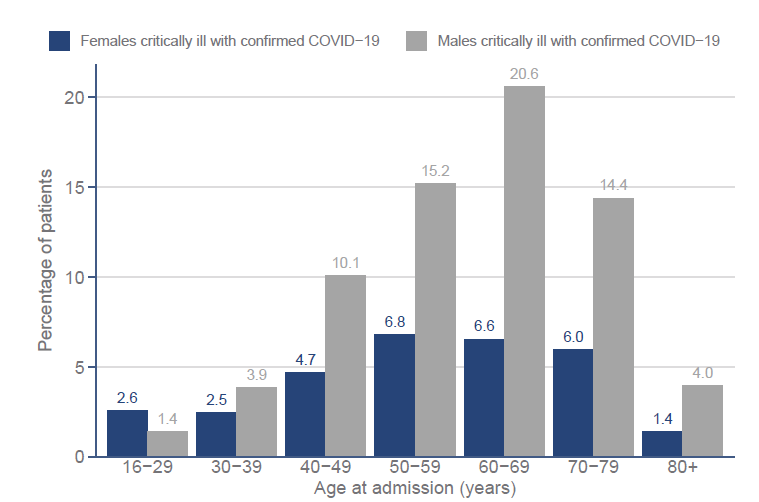 Females critically ill with confirmed COVID−19 Males critically ill with confirmed COVID−19
Percentage of patients
20
15
10
5
0
2.6 1.4 2.5 3.9 4.7 10.1 6.8 15.2 6.6 20.6 6.0 14.4 1.4 4.0
16−29 30−39 40−49 50−59 60−69 70−79 80+
Age at admission (years)